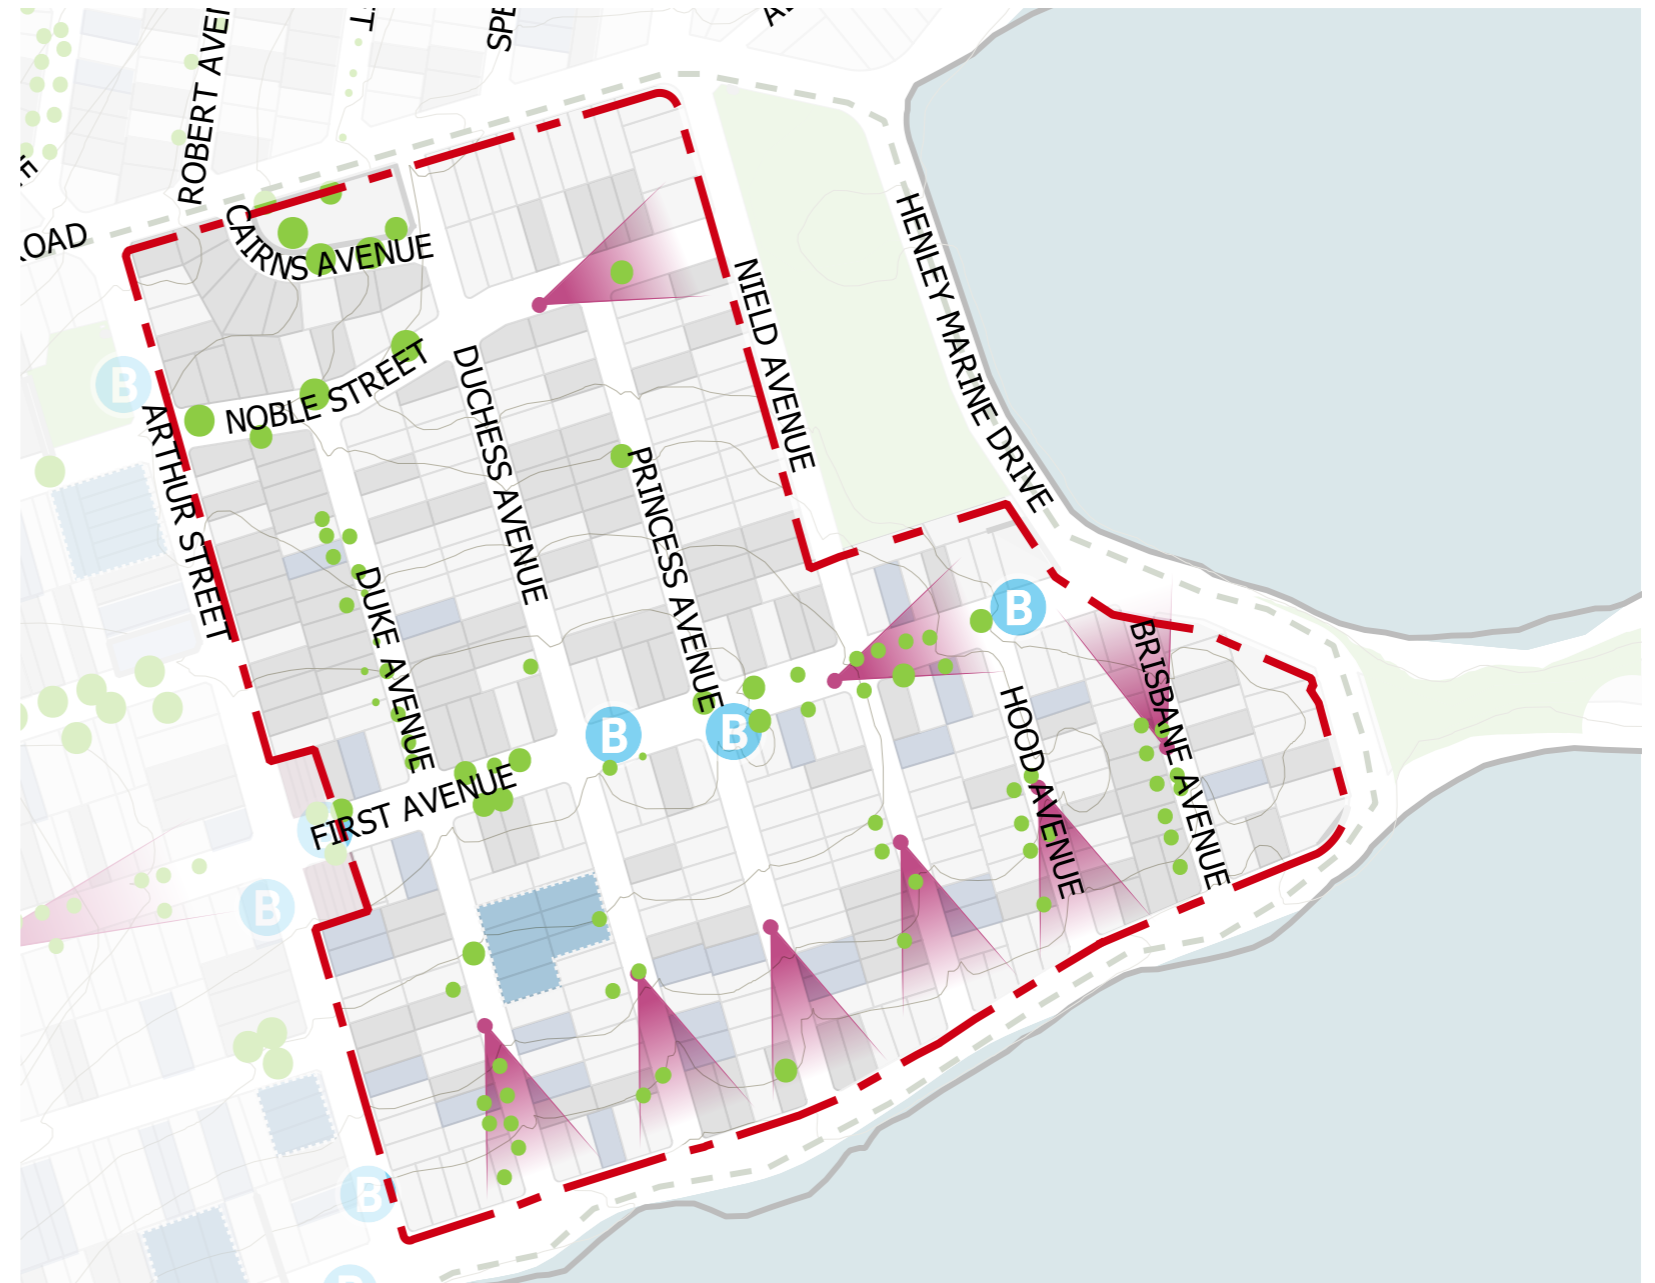 ROBERT AVE
SPE
OAD
CAIRNS AVENUE
HENLEY MARINE DRIVE
NIELD AVENUE
NOBLE STREET
DUCHESS AVENUE
B
ARTHUR STREET
PRINCESS AVENUE
DUKE AVENUE
B
BRISBANE AVENUE
HOOD AVENUE
B
B
FIRST AVENUE
B
B
B
B